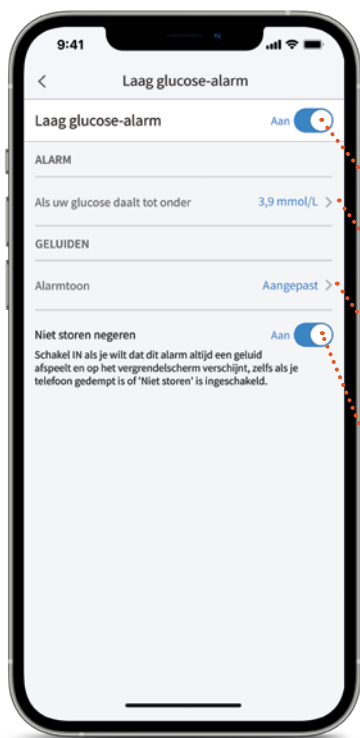 9:41
Laag glucose-alarm
Laag glucose-alarm Aan
ALARM
Als uw glucose daalt tot onder 3,9 mmol/L
GELUIDEN
Alarmtoon Aangepast
Niet storen negeren Aan
Schakel IN als je wilt dat dit alarm altijd een geluid
afspeelt en op het vergrendelscherm verschijnt, zelfs als je
telefoon gedempt is of 'Niet storen' is ingeschakeld.